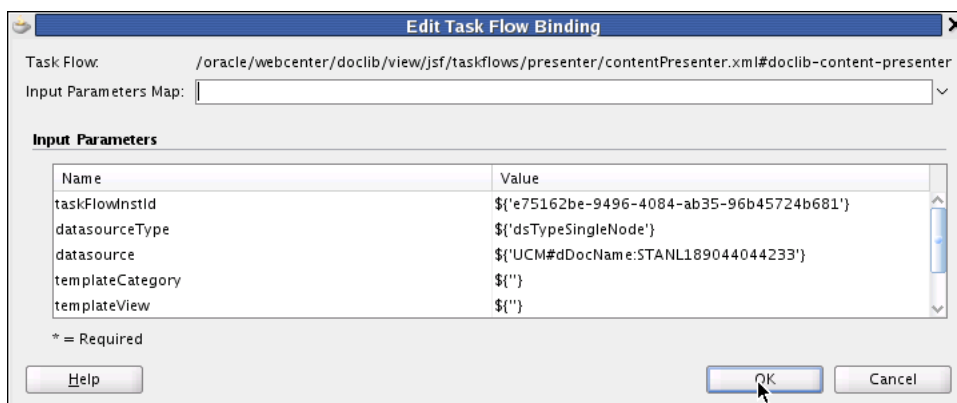 Edit Task Flow Binding
Task Flow: /oracle/webcenter/doclib/view/jsf/taskflows/presenter/contentPresenter.xml#doclib-content-presenter
Input Parameters Map:
Input Parameters
Name Value
taskFlowInstId ${'e75162be-9496-4084-ab35-96b45724b681'}
datasourceType ${'dsTypeSingleNode'}
datasource ${'UCM#dDocName:STANL189044044233'}
templateCategory ${''}
templateView ${''}
* = Required
Help OK Cancel